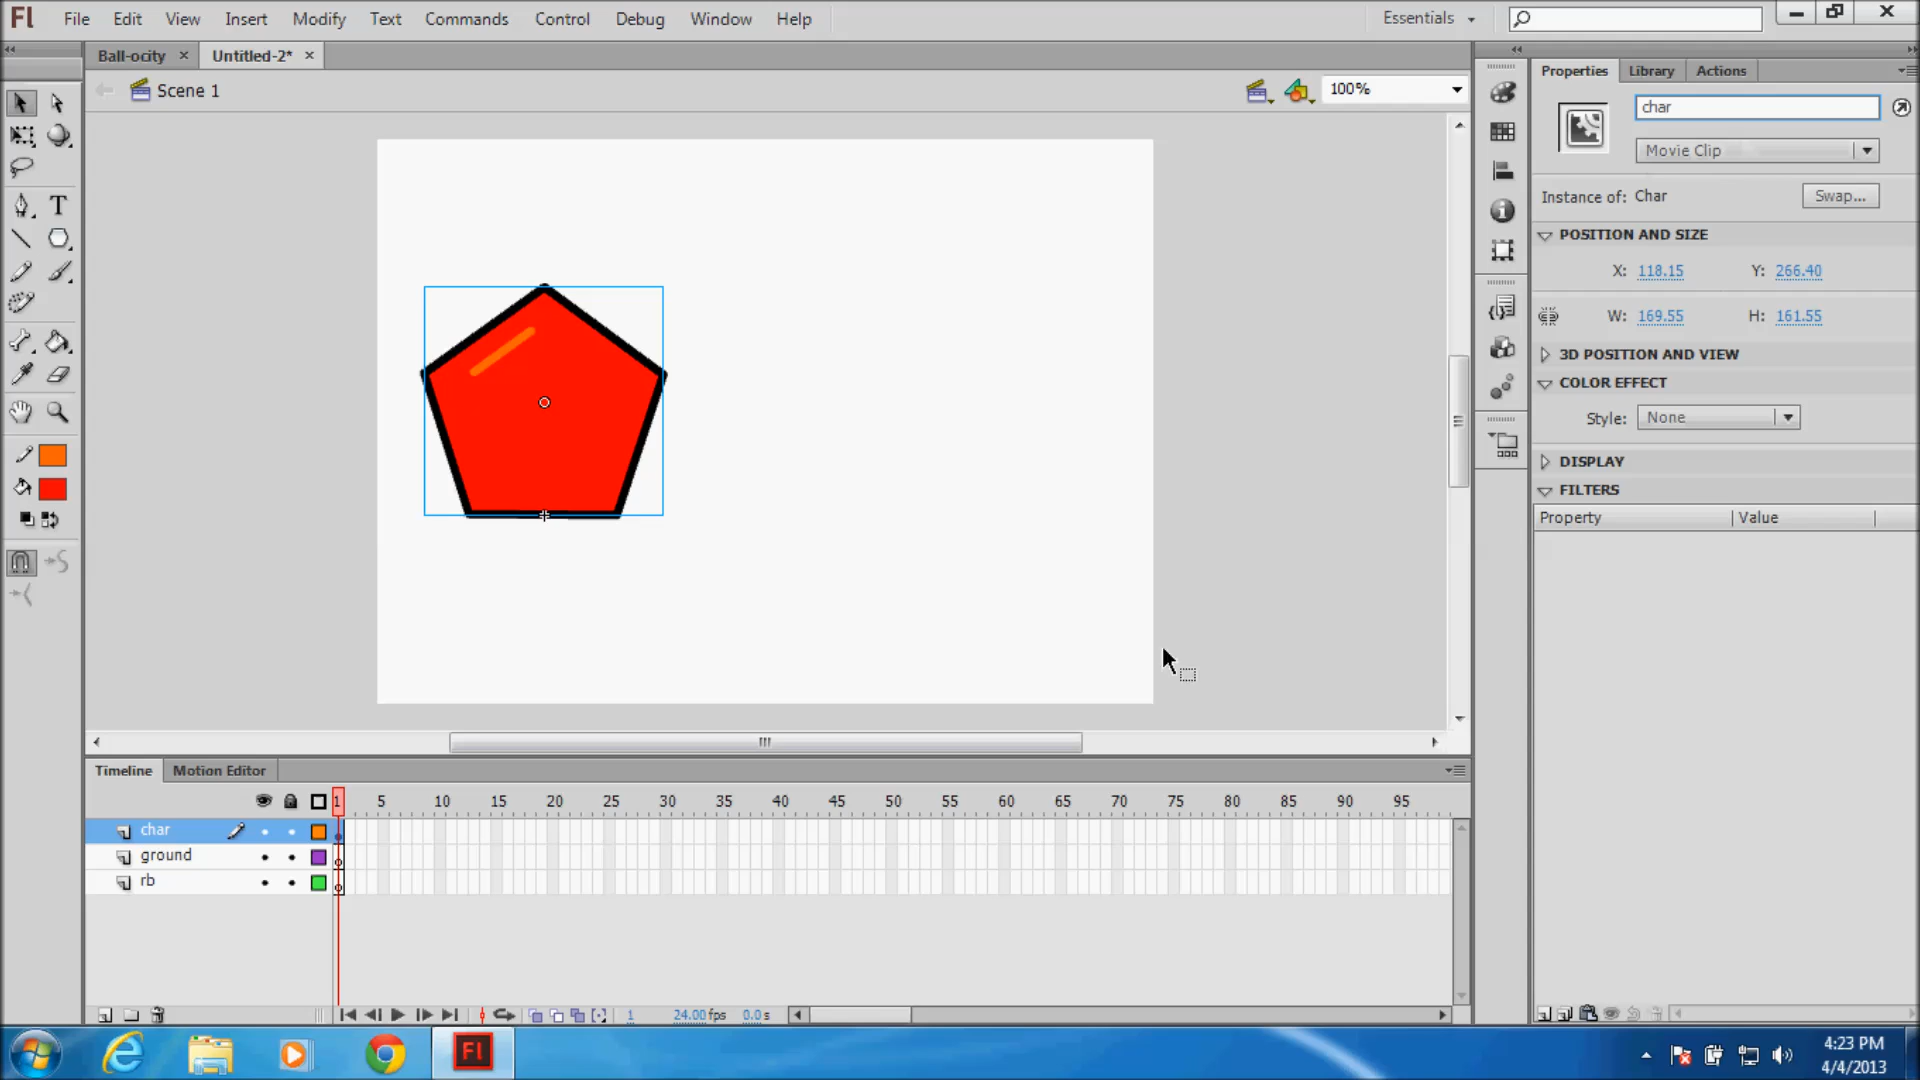 Fl File Edit View Insert Modify Text Commands Control Debug Window Help Essentials
Ball-ocity × Untitled-2* ×
Scene 1 100%
Properties Library Actions
char
Movie Clip
Instance of: Char Swap...
POSITION AND SIZE
X: 118.15 Y: 266.40
W: 169.55 H: 161.55
3D POSITION AND VIEW
COLOR EFFECT
Style: None
DISPLAY
FILTERS
Property Value
T
Timeline Motion Editor
1 5 10 15 20 25 30 35 40 45 50 55 60 65 70 75 80 85 90 95
char
ground
rb
1 24.00 fps 0.0 s
Fl
4:23 PM
4/4/2013